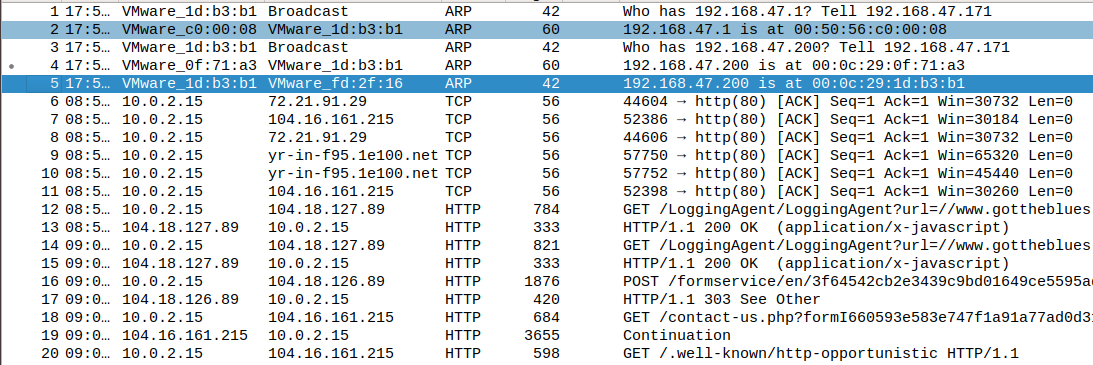 1 17:5… VMware_1d:b3:b1 Broadcast ARP 42 Who has 192.168.47.1? Tell 192.168.47.171
2 17:5… VMware_c0:00:08 VMware_1d:b3:b1 ARP 60 192.168.47.1 is at 00:50:56:c0:00:08
3 17:5… VMware_1d:b3:b1 Broadcast ARP 42 Who has 192.168.47.200? Tell 192.168.47.171
4 17:5… VMware_0f:71:a3 VMware_1d:b3:b1 ARP 60 192.168.47.200 is at 00:0c:29:0f:71:a3
5 17:5… VMware_1d:b3:b1 VMware_fd:2f:16 ARP 42 192.168.47.200 is at 00:0c:29:1d:b3:b1
6 08:5… 10.0.2.15 72.21.91.29 TCP 56 44604 → http(80) [ACK] Seq=1 Ack=1 Win=30732 Len=0
7 08:5… 10.0.2.15 104.16.161.215 TCP 56 52386 → http(80) [ACK] Seq=1 Ack=1 Win=30184 Len=0
8 08:5… 10.0.2.15 72.21.91.29 TCP 56 44606 → http(80) [ACK] Seq=1 Ack=1 Win=30732 Len=0
9 08:5… 10.0.2.15 yr-in-f95.1e100.net TCP 56 57750 → http(80) [ACK] Seq=1 Ack=1 Win=65320 Len=0
10 08:5… 10.0.2.15 yr-in-f95.1e100.net TCP 56 57752 → http(80) [ACK] Seq=1 Ack=1 Win=45440 Len=0
11 08:5… 10.0.2.15 104.16.161.215 TCP 56 52398 → http(80) [ACK] Seq=1 Ack=1 Win=30260 Len=0
12 08:5… 10.0.2.15 104.18.127.89 HTTP 784 GET /LoggingAgent/LoggingAgent?url=//www.gottheblues
13 08:5… 104.18.127.89 10.0.2.15 HTTP 333 HTTP/1.1 200 OK (application/x-javascript)
14 09:0… 10.0.2.15 104.18.127.89 HTTP 821 GET /LoggingAgent/LoggingAgent?url=//www.gottheblues
15 09:0… 104.18.127.89 10.0.2.15 HTTP 333 HTTP/1.1 200 OK (application/x-javascript)
16 09:0… 10.0.2.15 104.18.126.89 HTTP 1876 POST /formservice/en/3f64542cb2e3439c9bd01649ce5595a
17 09:0… 104.18.126.89 10.0.2.15 HTTP 420 HTTP/1.1 303 See Other
18 09:0… 10.0.2.15 104.16.161.215 HTTP 684 GET /contact-us.php?formI660593e583e747f1a91a77ad0d3
19 09:0… 104.16.161.215 10.0.2.15 HTTP 3655 Continuation
20 09:0… 10.0.2.15 104.16.161.215 HTTP 598 GET /.well-known/http-opportunistic HTTP/1.1